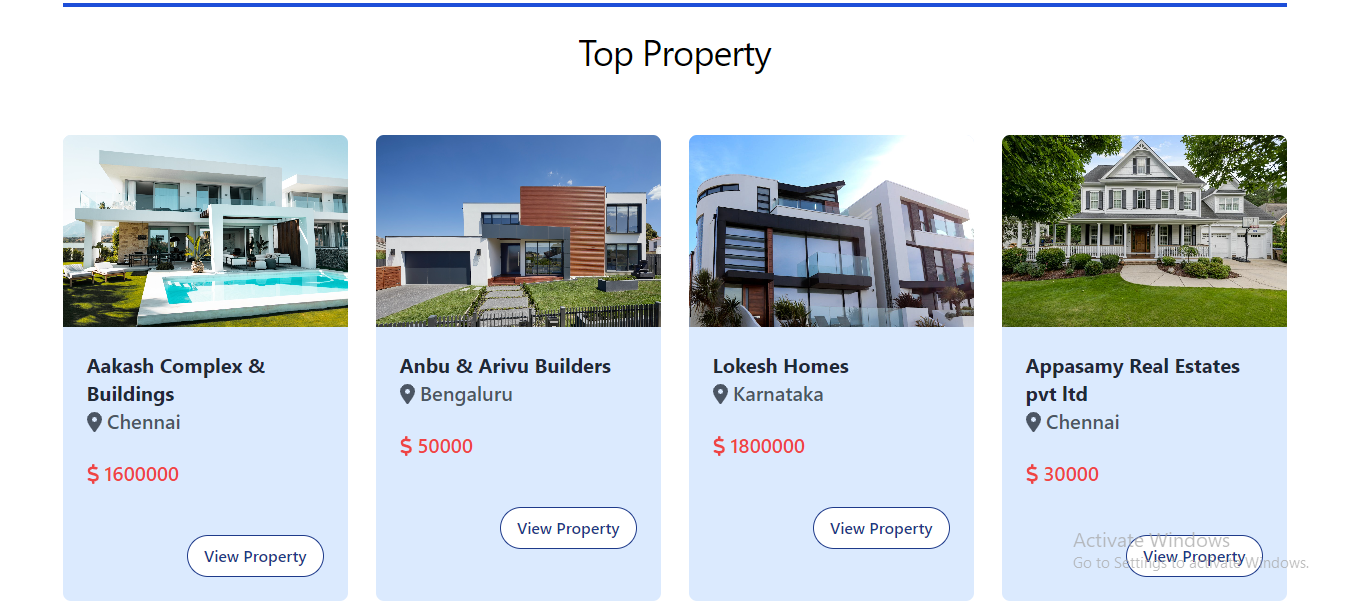 Top Property
Aakash Complex &
Buildings
Chennai
$ 1600000
View Property
Anbu & Arivu Builders
Bengaluru
$ 50000
View Property
Lokesh Homes
Karnataka
$ 1800000
View Property
Appasamy Real Estates
pvt ltd
Chennai
$ 30000
View Property
Activate Windows
Go to Settings to activate Windows.